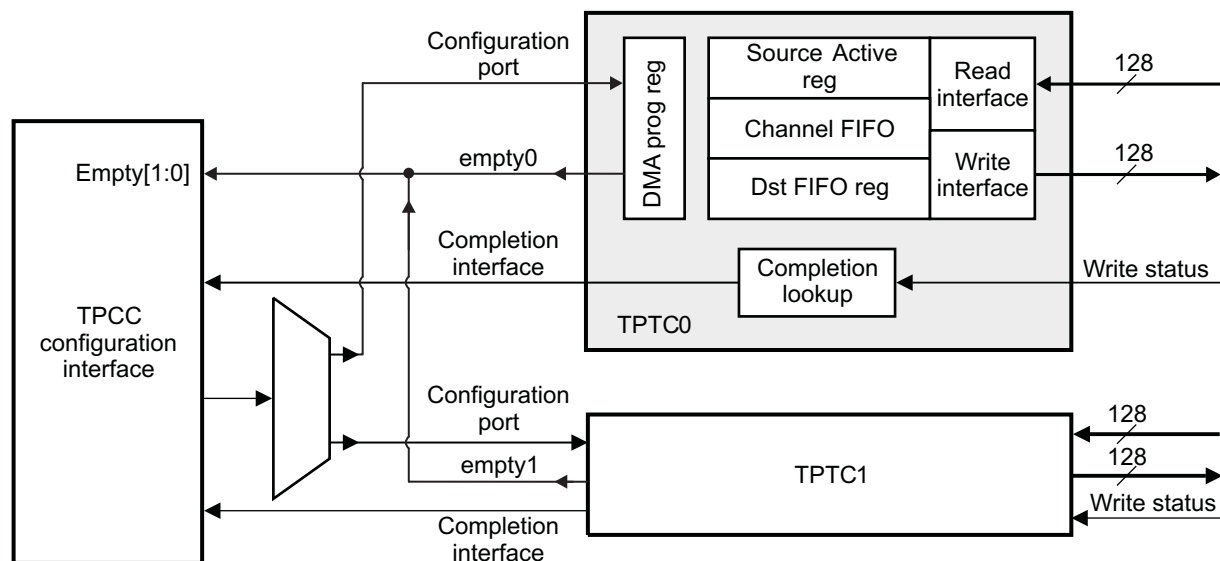 Configuration
port
DMA prog reg
Source Active
reg
Read
interface
128
Channel FIFO
Empty[1:0]
empty0
Dst FIFO reg
Write
interface
128
Completion
interface
Completion
lookup
Write status
TPTC0
TPCC
configuration
interface
Configuration
port
128
empty1
TPTC1
128
Write status
Completion
interface